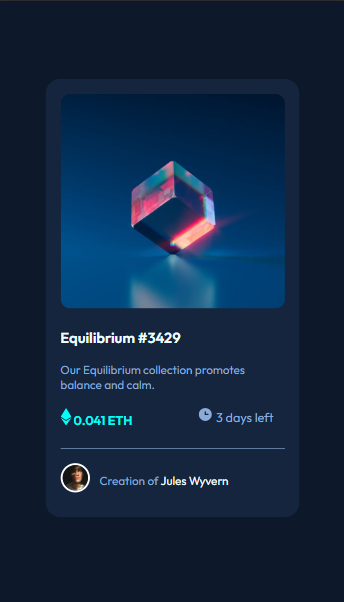 Equilibrium #3429
Our Equilibrium collection promotes
balance and calm.
0.041 ETH 3 days left
Creation of Jules Wyvern